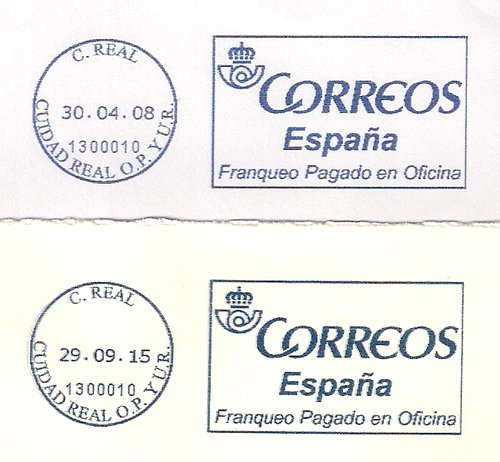 C. REAL
30.04.08
1300010
CUIDAD REAL O.P. Y U.R.
CORREOS
España
Franqueo Pagado en Oficina
C. REAL
29.09.15
1300010
CUIDAD REAL O.P. Y U.R.
CORREOS
España
Franqueo Pagado en Oficina